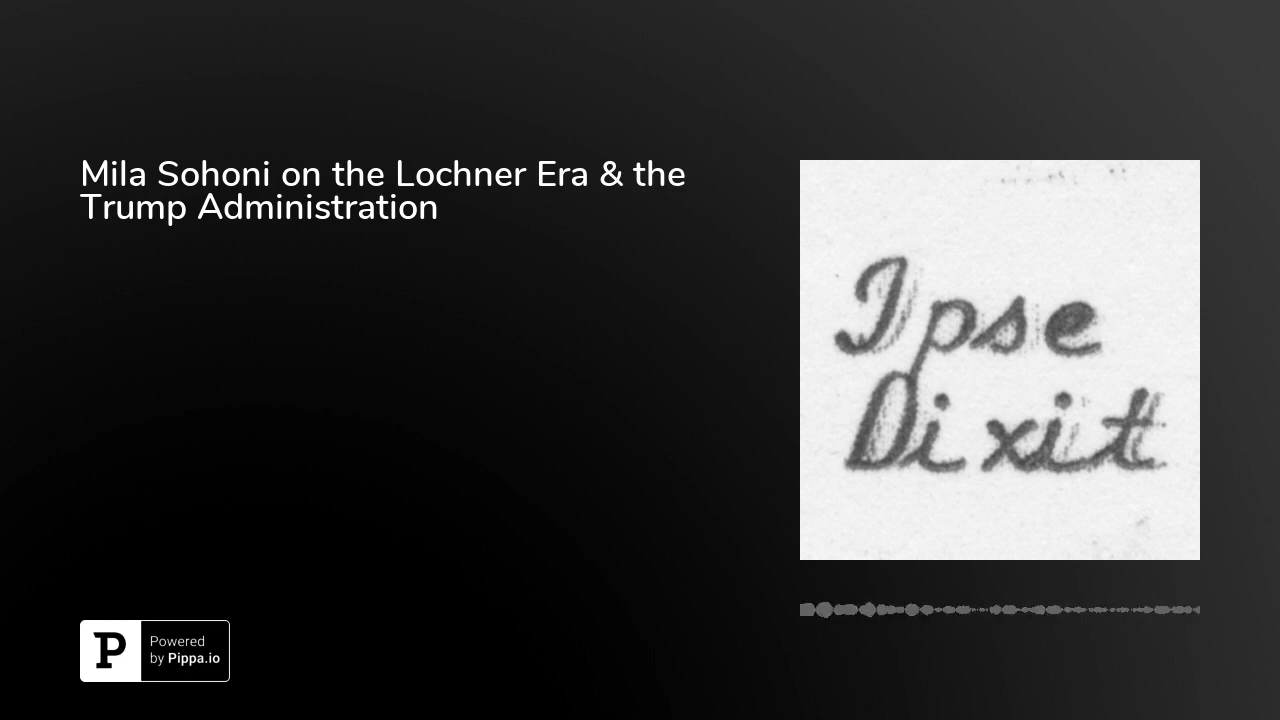 Mila Sohoni on the Lochner Era & the
Trump Administration
Ipse
Dixit
P
Powered
by Pippa.io